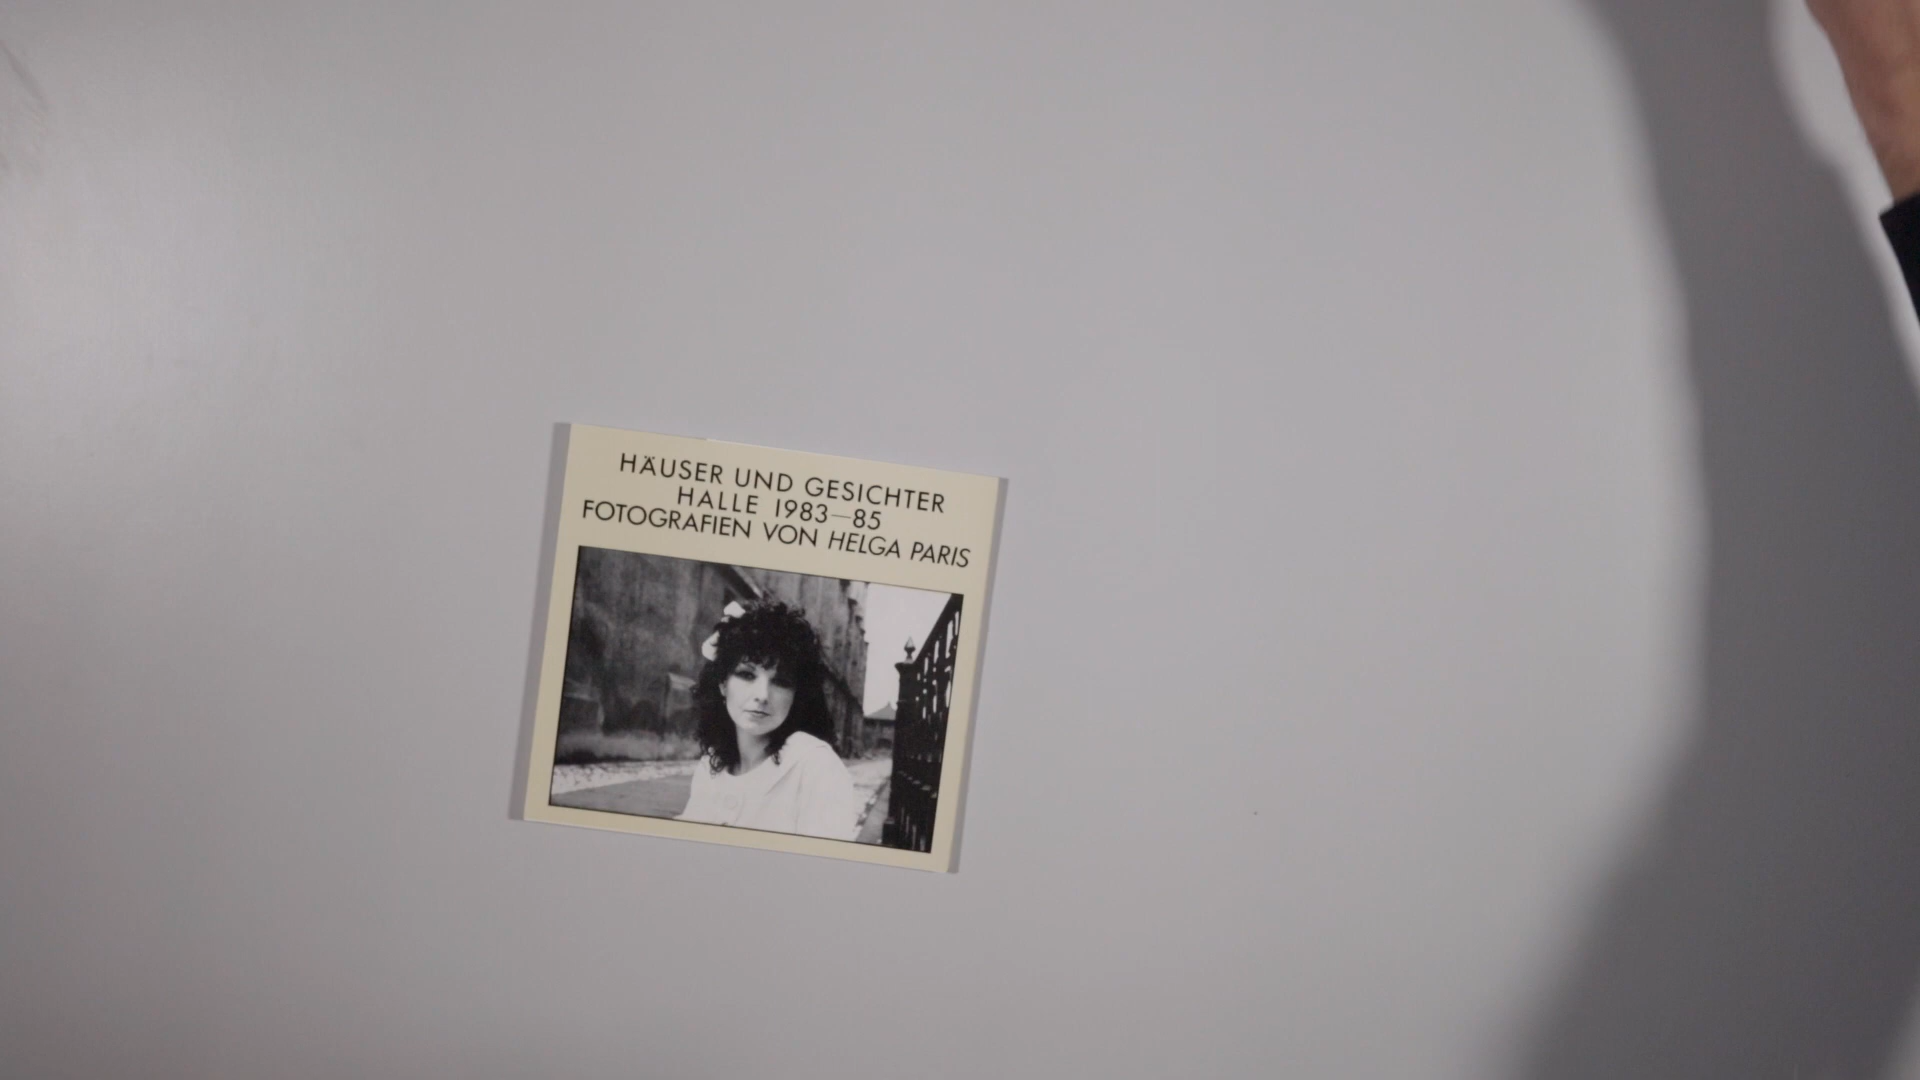 HÄUSER UND GESICHTER
HALLE 1983—85
FOTOGRAFIEN VON HELGA PARIS